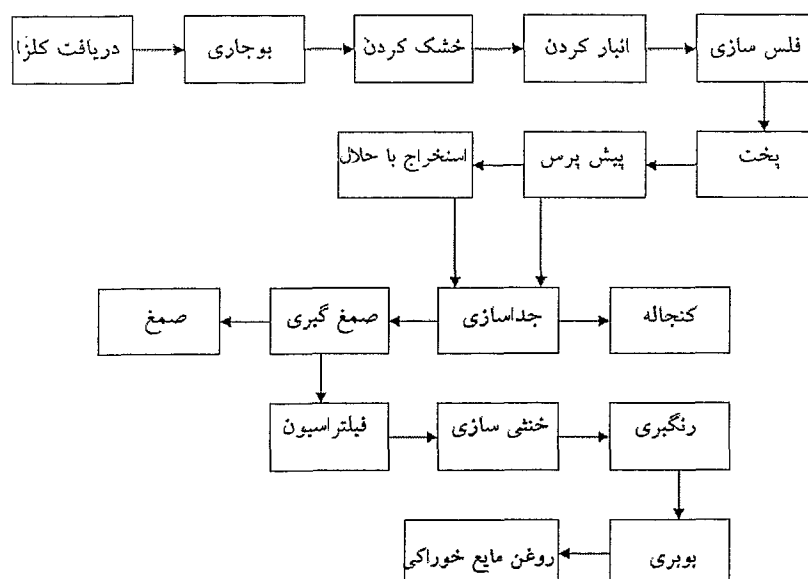 دریافت کلزا
بوجاری
خشک کردن
انبار کردن
فلس سازی
پخت
پیش پرس
استخراج با حلال
کنجاله
جداسازی
صمغ گیری
صمغ
فیلتراسیون
خنثی سازی
رنگبری
بوبری
روغن مایع خوراکی